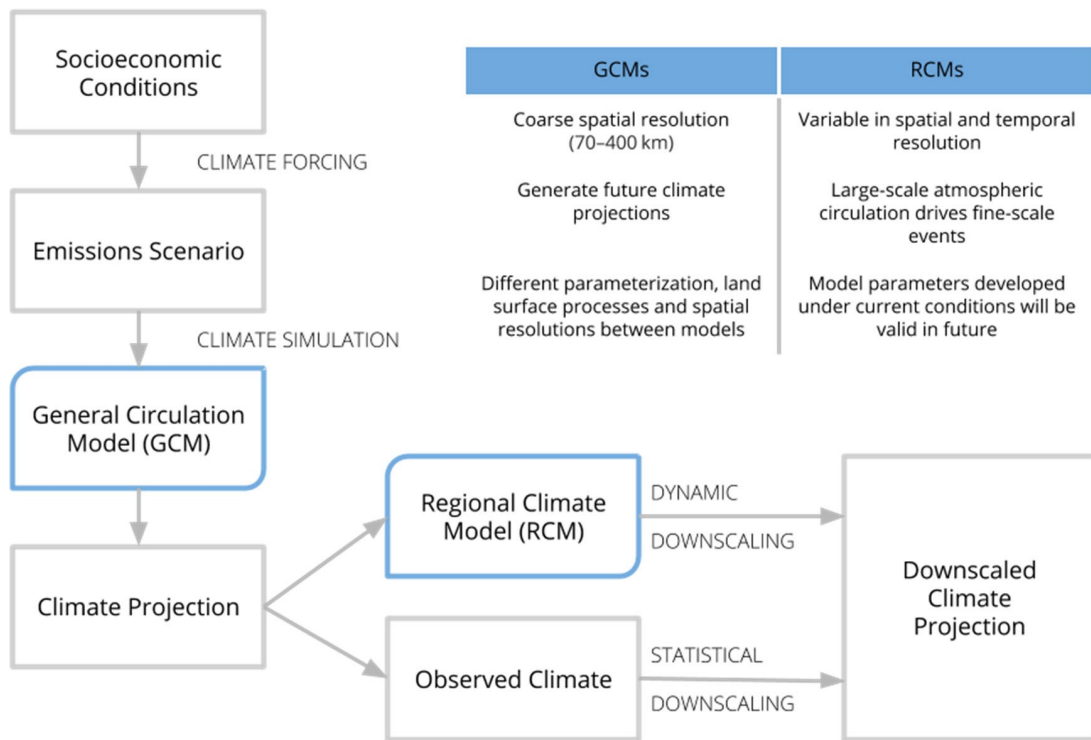 Socioeconomic
Conditions
CLIMATE FORCING
Emissions Scenario
CLIMATE SIMULATION
General Circulation
Model (GCM)
Climate Projection
GCMs
RCMs
Coarse spatial resolution
(70–400 km)
Variable in spatial and temporal
resolution
Generate future climate
projections
Large-scale atmospheric
circulation drives fine-scale
events
Different parameterization, land
surface processes and spatial
resolutions between models
Model parameters developed
under current conditions will be
valid in future
Regional Climate
Model (RCM)
DYNAMIC
DOWNSCALING
Observed Climate
STATISTICAL
DOWNSCALING
Downscaled
Climate
Projection